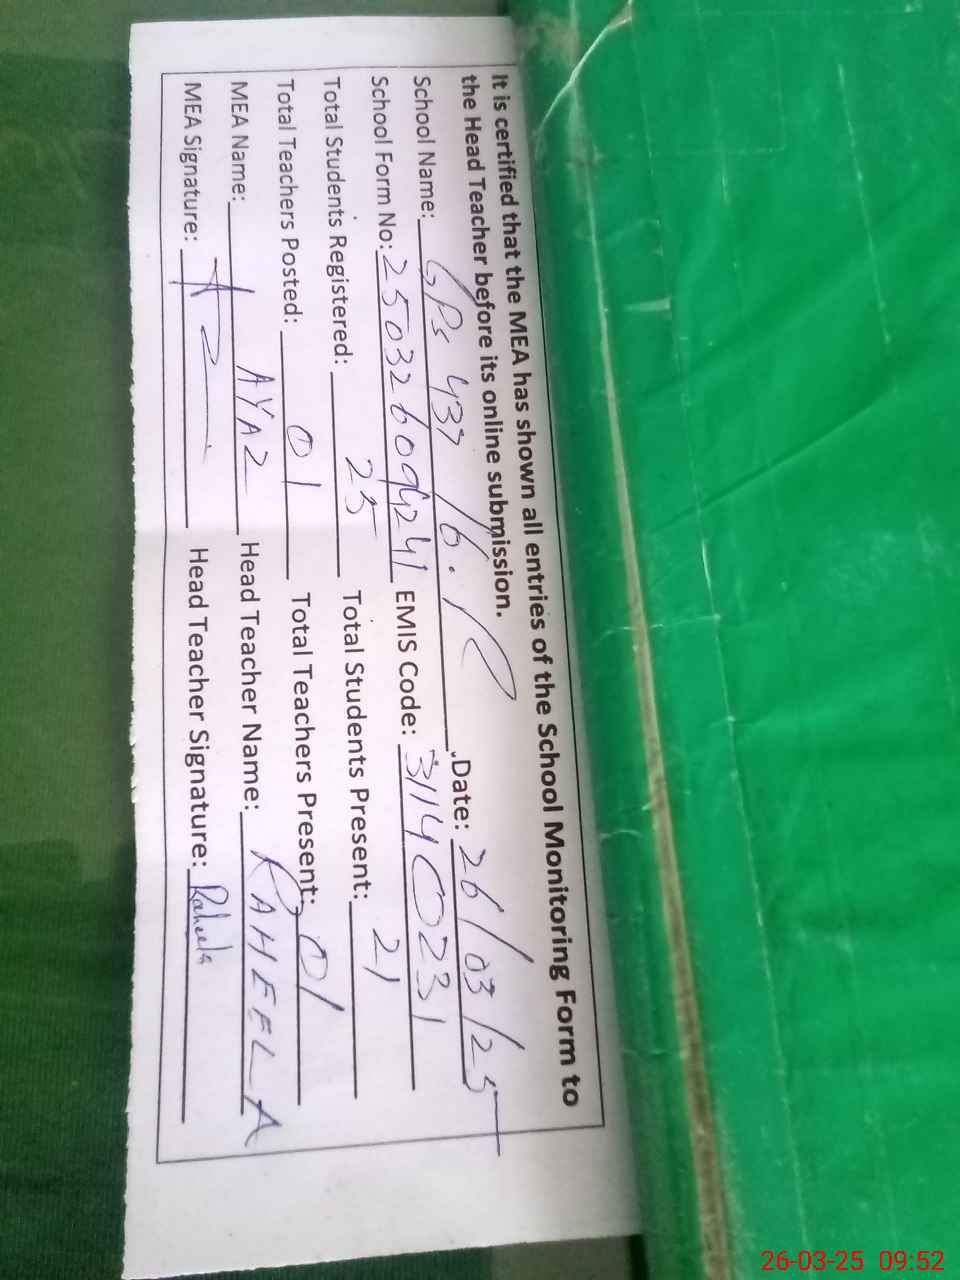 It is certified that the MEA has shown all entries of the School Monitoring Form to
the Head Teacher before its online submission.
School Name: GPS 437 /6.R Date: 26/03/25
School Form No: 250326094241 EMIS Code: 31140231
Total Students Registered: 25 Total Students Present: 21
Total Teachers Posted: 01 Total Teachers Present: 01
MEA Name: AYAZ Head Teacher Name: RAHEELA
MEA Signature: Head Teacher Signature: Raheela
26-03-25 09:52